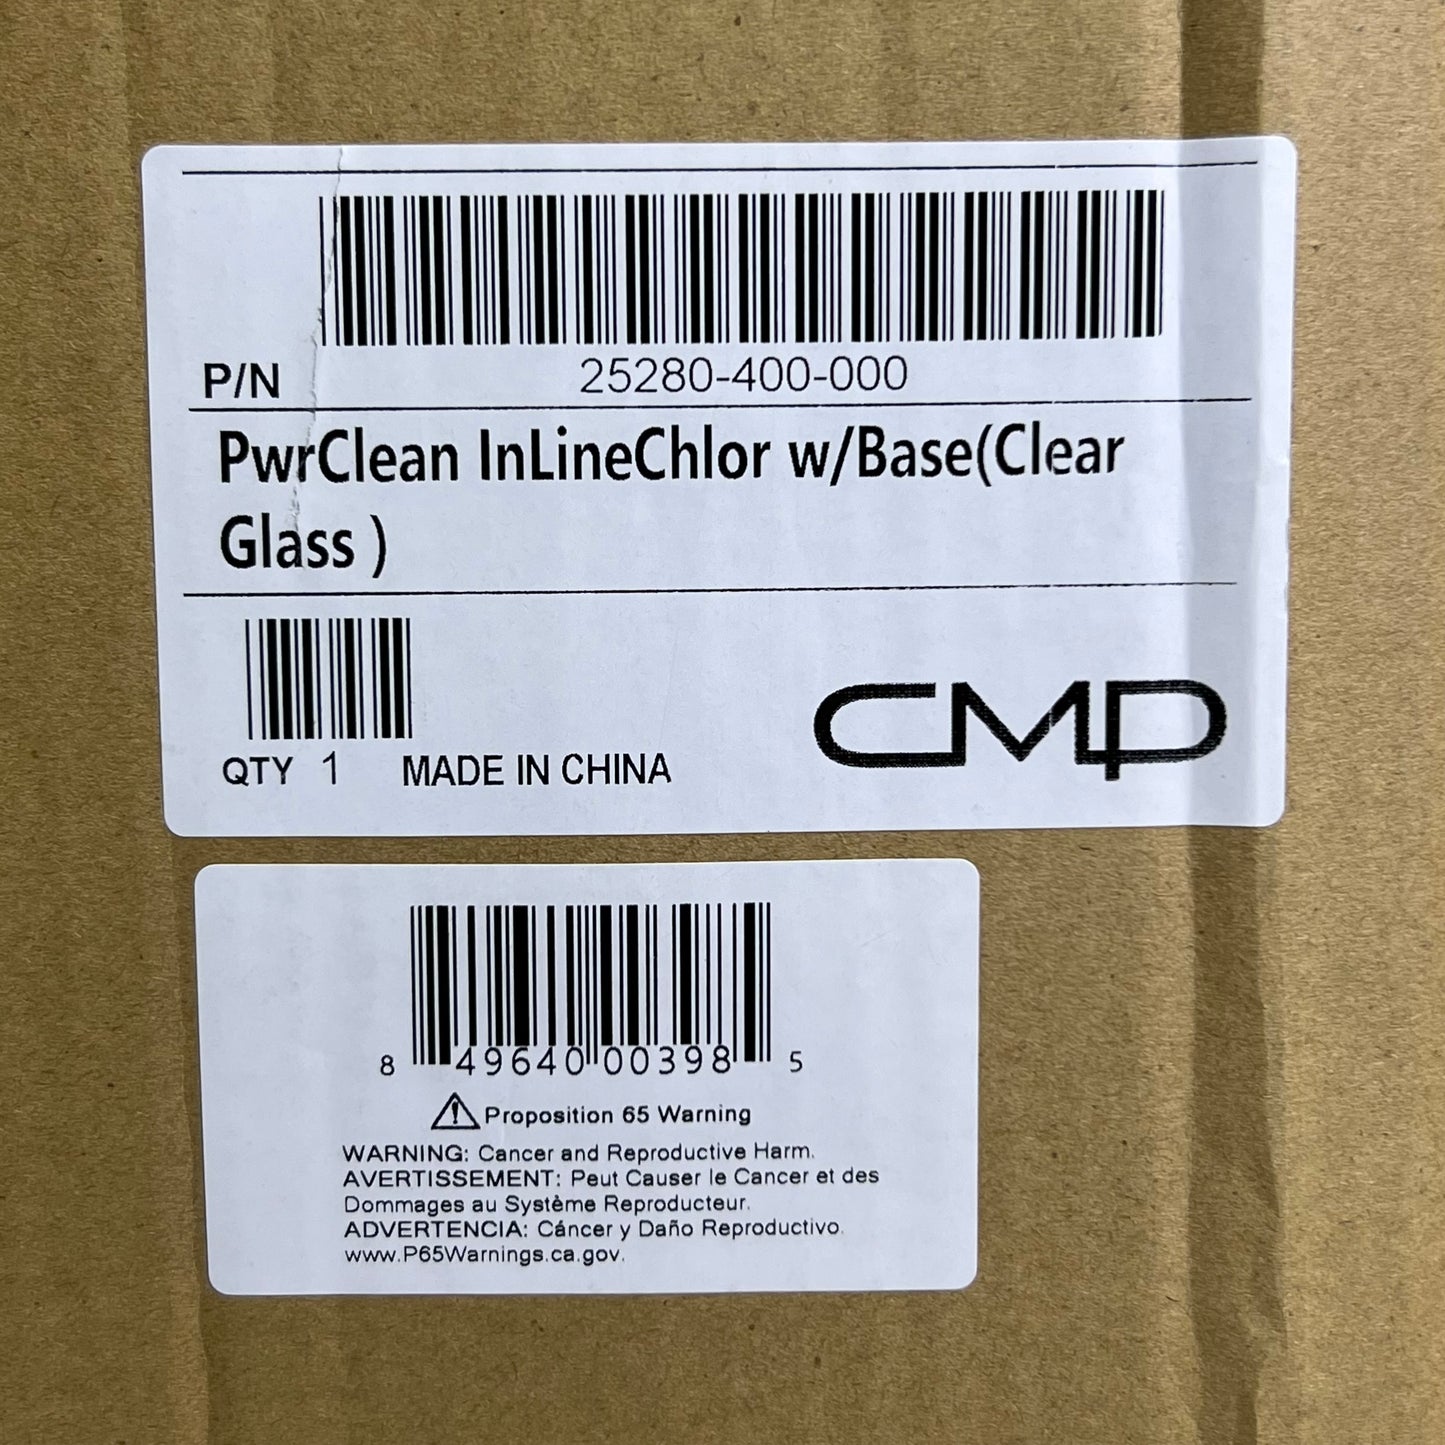 P/N 25280-400-000
PwrClean InLineChlor w/Base(Clear
Glass )
QTY 1 MADE IN CHINA
CMP
8 49640 00398 5
Proposition 65 Warning
WARNING: Cancer and Reproductive Harm.
AVERTISSEMENT: Peut Causer le Cancer et des
Dommages au Système Reproducteur.
ADVERTENCIA: Cáncer y Daño Reproductivo.
www.P65Warnings.ca.gov.